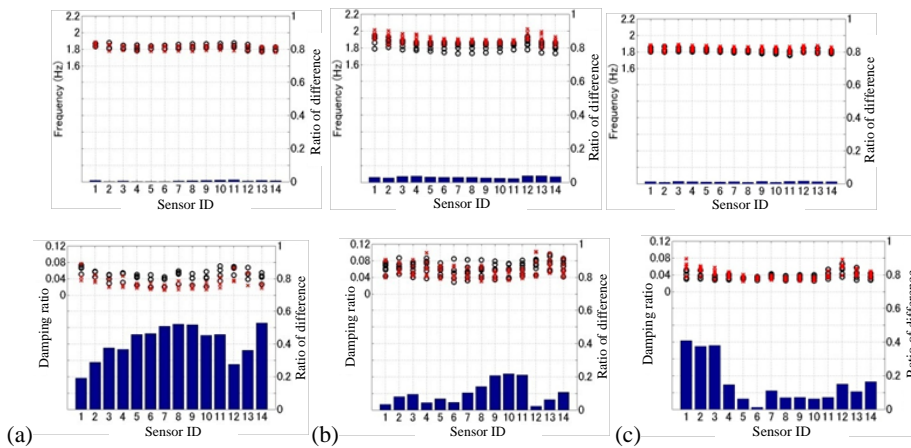 2.2
2
1.8
1.6
Frequency (Hz)
1
0.8
0.6
0.4
0.2
0
Ratio of difference
1 2 3 4 5 6 7 8 9 10 11 12 13 14
Sensor ID
2.2
2
1.8
1.6
Frequency (Hz)
1
0.8
0.6
0.4
0.2
0
Ratio of difference
1 2 3 4 5 6 7 8 9 10 11 12 13 14
Sensor ID
2.2
2
1.8
1.6
Frequency (Hz)
1
0.8
0.6
0.4
0.2
0
Ratio of difference
1 2 3 4 5 6 7 8 9 10 11 12 13 14
Sensor ID
0.12
0.08
0.04
0
Damping ratio
1
0.8
0.6
0.4
0.2
0
Ratio of difference
1 2 3 4 5 6 7 8 9 10 11 12 13 14
(a) Sensor ID
0.12
0.08
0.04
0
Damping ratio
1
0.8
0.6
0.4
0.2
0
Ratio of difference
1 2 3 4 5 6 7 8 9 10 11 12 13 14
(b) Sensor ID
0.12
0.08
0.04
0
Damping ratio
1
0.8
0.6
0.4
0.2
0
Ratio of difference
1 2 3 4 5 6 7 8 9 10 11 12 13 14
(c) Sensor ID